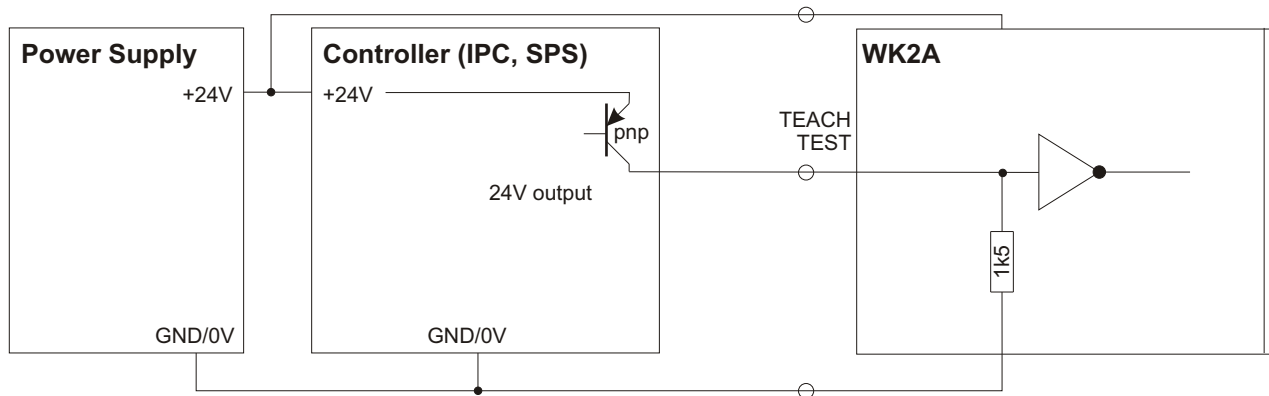 Power Supply
+24V
GND/0V
Controller (IPC, SPS)
+24V
pnp
24V output
GND/0V
TEACH
TEST
WK2A
1k5